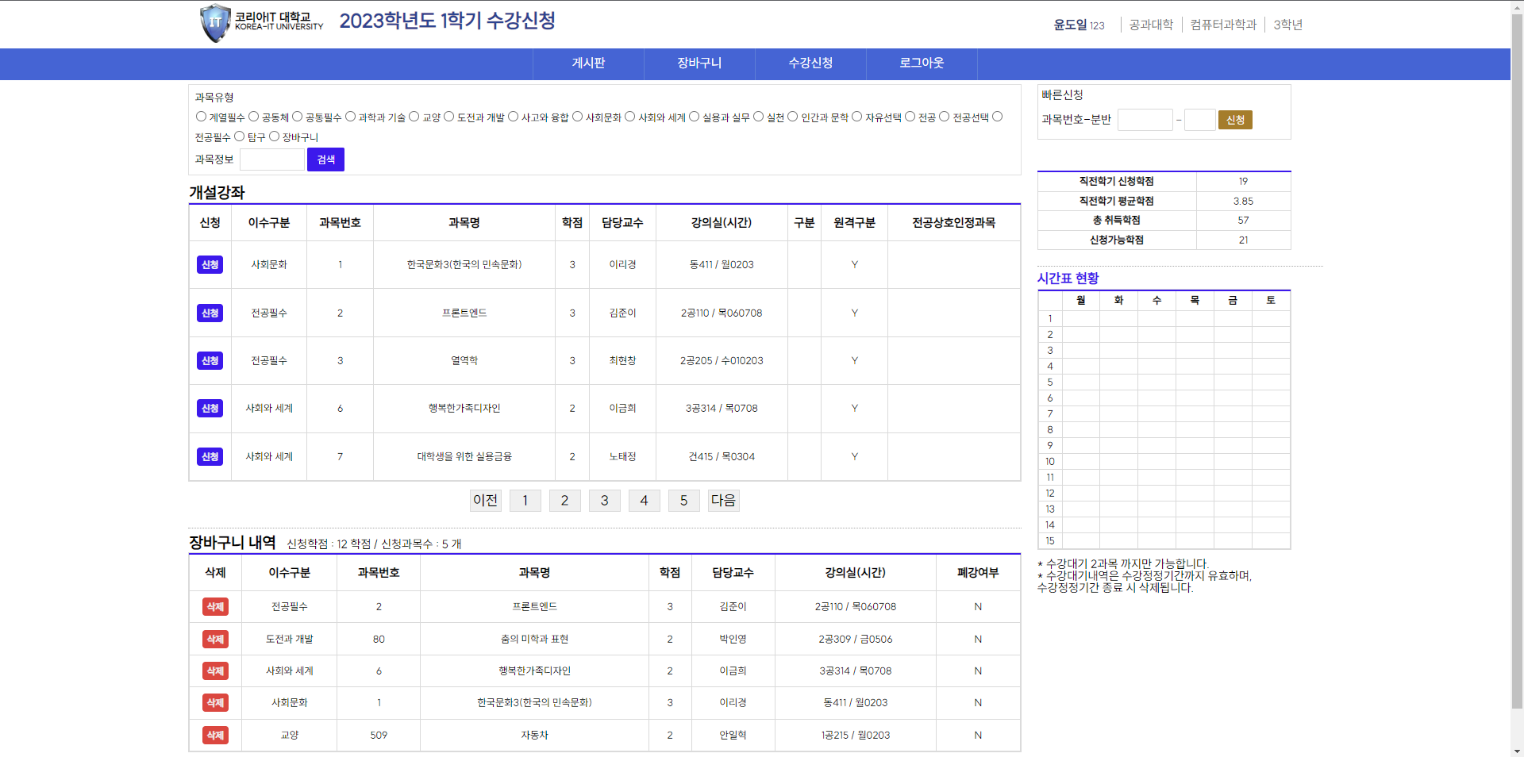 코리아IT 대학교
KOREA-IT UNIVERSITY
2023학년도 1학기 수강신청
윤도일 123 공과대학 컴퓨터과학과 3학년
게시판 장바구니 수강신청 로그아웃
과목유형
계열필수 공동체 공통필수 과학과 기술 교양 도전과 개발 사고와 융합 사회문화 사회와 세계 실용과 실무 실천 인간과 문학 자유선택 전공 전공선택
전공필수 탐구 장바구니
과목정보 검색
빠른신청
과목번호-분반 - 신청
개설강좌
신청 이수구분 과목번호 과목명 학점 담당교수 강의실(시간) 구분 원격구분 전공상호인정과목
신청 사회문화 1 한국문화3(한국의 민속문화) 3 이리경 동411 / 월0203 Y
신청 전공필수 2 프론트엔드 3 김준이 2공110 / 목060708 Y
신청 전공필수 3 열역학 3 최현창 2공205 / 수010203 Y
신청 사회와 세계 6 행복한가족디자인 2 이금희 3공314 / 목0708 Y
신청 사회와 세계 7 대학생을 위한 실용금융 2 노태정 건415 / 목0304 Y
이전 1 2 3 4 5 다음
장바구니 내역 신청학점 : 12 학점 / 신청과목수 : 5 개
삭제 이수구분 과목번호 과목명 학점 담당교수 강의실(시간) 폐강여부
삭제 전공필수 2 프론트엔드 3 김준이 2공110 / 목060708 N
삭제 도전과 개발 80 춤의 미학과 표현 2 박인영 2공309 / 금0506 N
삭제 사회와 세계 6 행복한가족디자인 2 이금희 3공314 / 목0708 N
삭제 사회문화 1 한국문화3(한국의 민속문화) 3 이리경 동411 / 월0203 N
삭제 교양 509 자동차 2 안일혁 1공215 / 월0203 N
직전학기 신청학점 19
직전학기 평균학점 3.85
총 취득학점 57
신청가능학점 21
시간표 현황
월 화 수 목 금 토
1
2
3
4
5
6
7
8
9
10
11
12
13
14
15
* 수강대기 2과목 까지만 가능합니다.
* 수강대기내역은 수강정정기간까지 유효하며,
수강정정기간 종료 시 삭제됩니다.